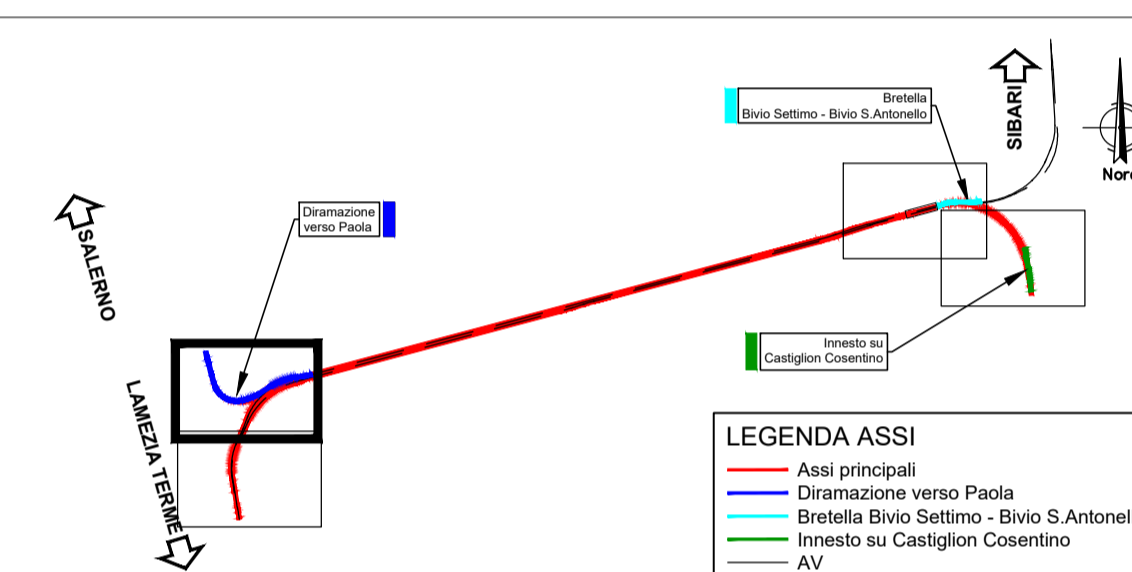 Bretella
Bivio Settimo - Bivio S.Antonello
SIBARI
Diramazione
verso Paola
SALERNO
Innesto su
Castiglion Cosentino
LAMEZIA TERME
LEGENDA ASSI
Assi principali
Diramazione verso Paola
Bretella Bivio Settimo - Bivio S.Antonel
Innesto su Castiglion Cosentino
AV